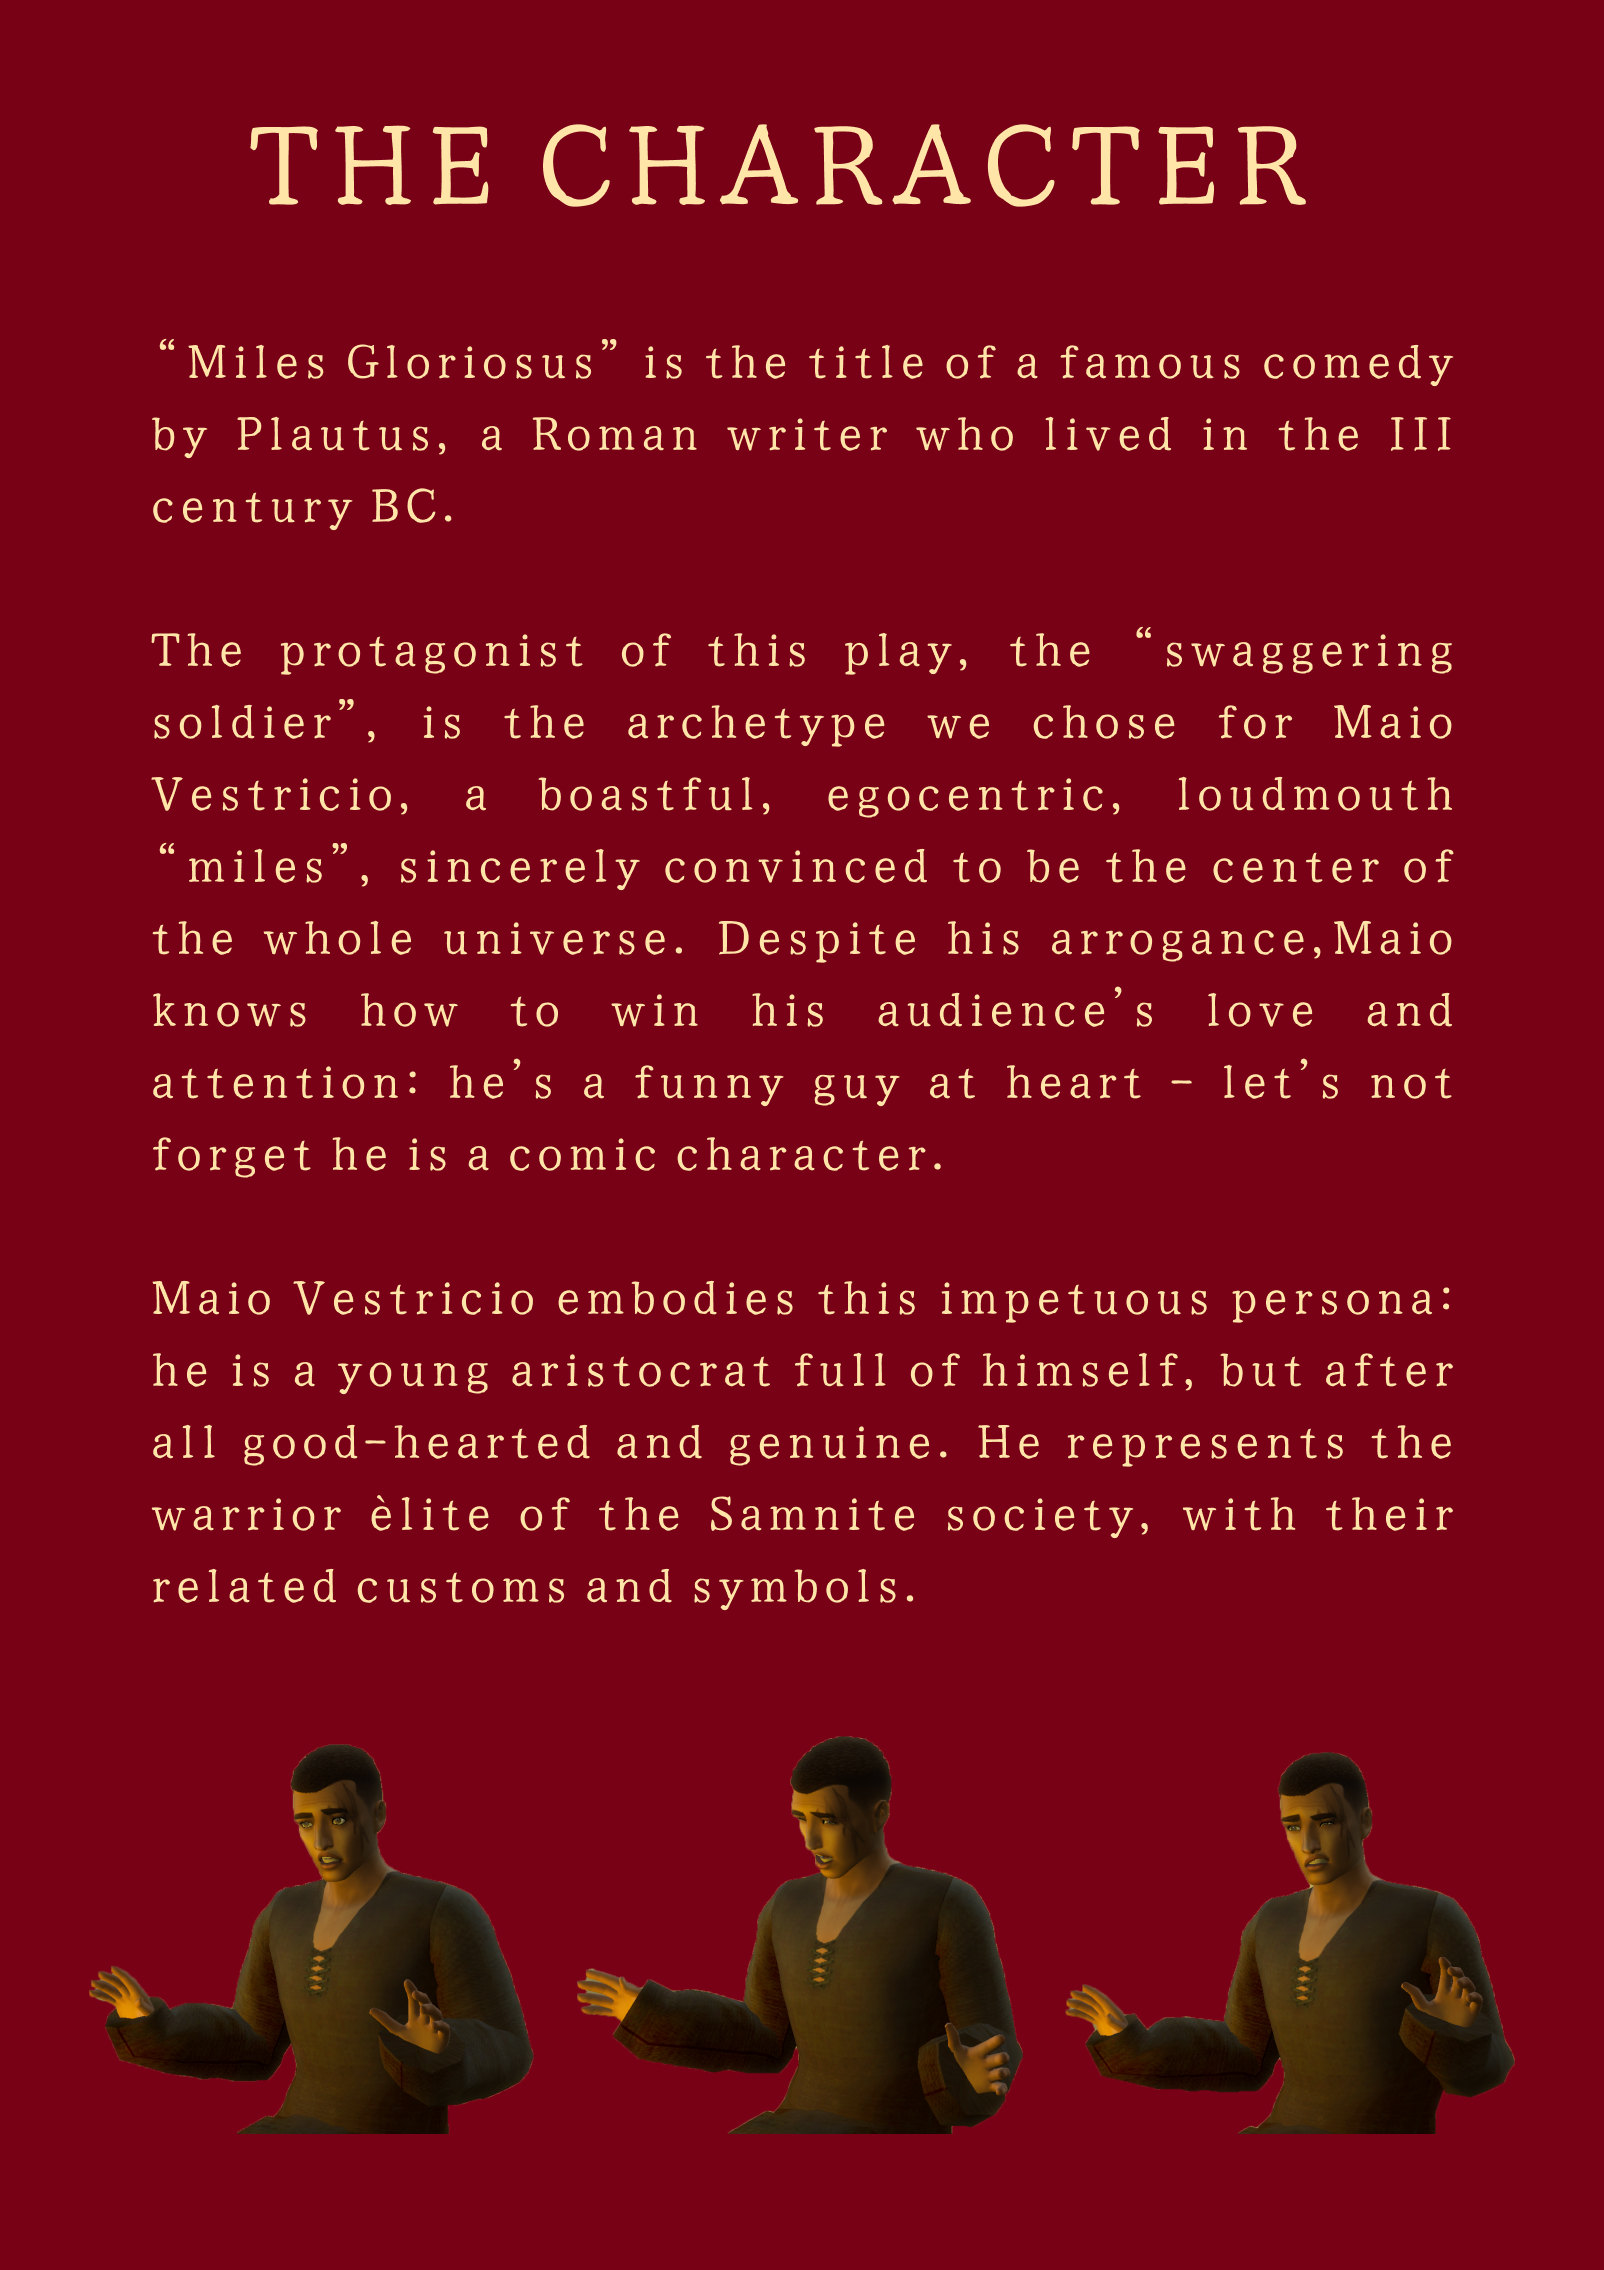 THE CHARACTER
“Miles Gloriosus” is the title of a famous comedy
by Plautus, a Roman writer who lived in the III
century BC.
The protagonist of this play, the “swaggering
soldier”, is the archetype we chose for Maio
Vestricio, a boastful, egocentric, loudmouth
“miles”, sincerely convinced to be the center of
the whole universe. Despite his arrogance,Maio
knows how to win his audience’s love and
attention: he’s a funny guy at heart – let’s not
forget he is a comic character.
Maio Vestricio embodies this impetuous persona:
he is a young aristocrat full of himself, but after
all good-hearted and genuine. He represents the
warrior èlite of the Samnite society, with their
related customs and symbols.